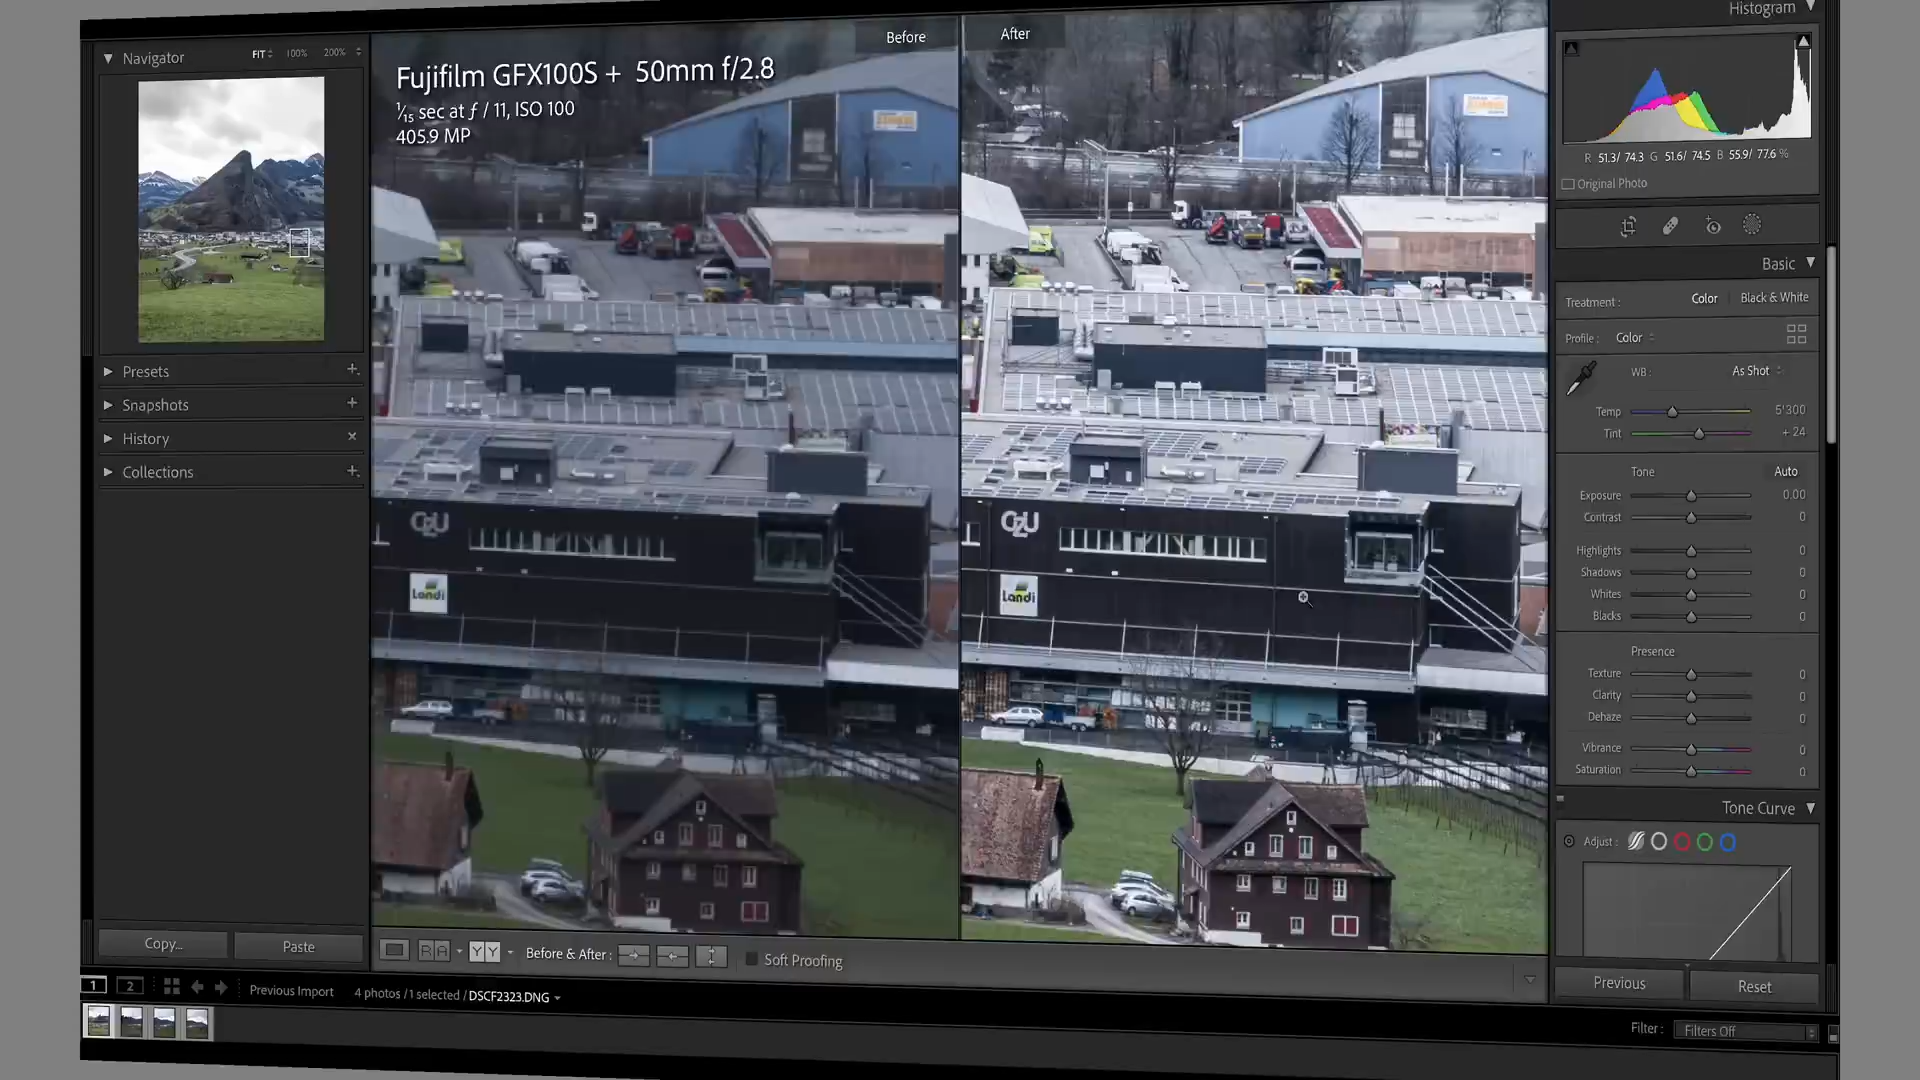 Histogram
Navigator FIT 100% 200%
Before
After
Fujifilm GFX100S + 50mm f/2.8
1/15 sec at ƒ / 11, ISO 100
405.9 MP
R 51.3/ 74.3 G 51.6/ 74.5 B 55.9/ 77.6 %
Original Photo
Basic
Treatment : Color Black & White
Profile : Color
WB : As Shot
Temp 5'300
Tint + 24
Tone Auto
Exposure 0.00
Contrast 0
Highlights 0
Shadows 0
Whites 0
Blacks 0
Presence
Texture 0
Clarity 0
Dehaze 0
Vibrance 0
Saturation 0
Tone Curve
Adjust :
Presets
Snapshots
History
Collections
GZU
GZU
Landi
Landi
Copy... Paste
R A Y Y Before & After : Soft Proofing
Previous Reset
1 2 Previous Import 4 photos / 1 selected / DSCF2323.DNG
Filter : Filters Off